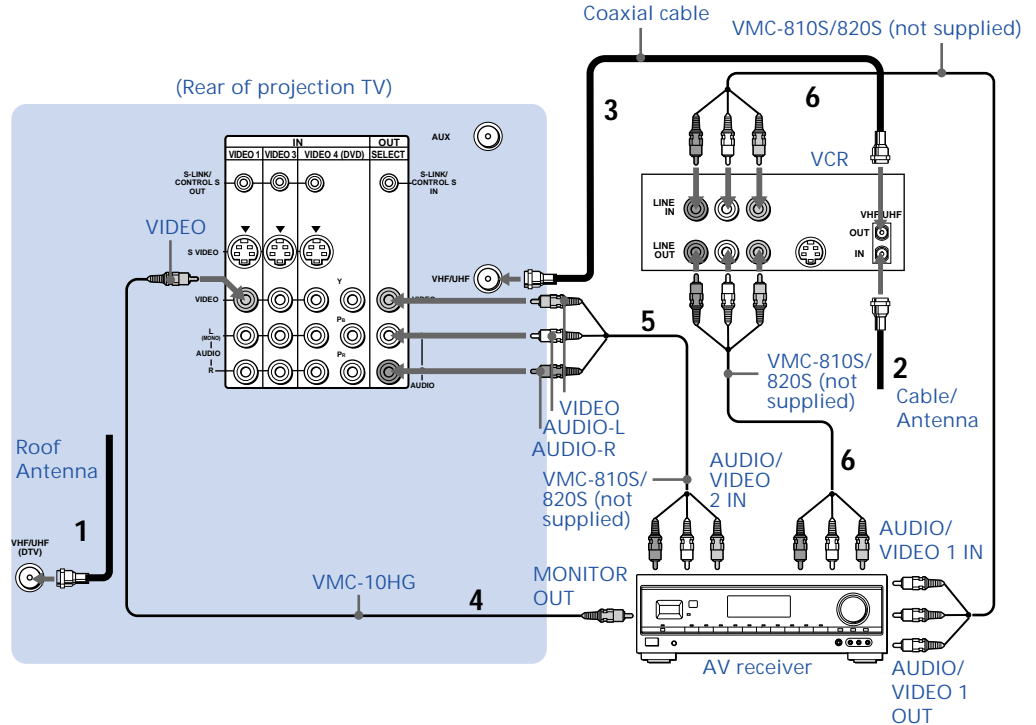 Coaxial cable
VMC-810S/820S (not supplied)
(Rear of projection TV)
3
6
AUX
IN
OUT
VIDEO 1
VIDEO 3
VIDEO 4 (DVD)
SELECT
VCR
S-LINK/
CONTROL S
OUT
S-LINK/
CONTROL S
IN
LINE
IN
VHF/UHF
OUT
VIDEO
S VIDEO
LINE
OUT
IN
VHF/UHF
Y
VIDEO
VIDEO
5
PB
L
(MONO)
AUDIO
R
PR
AUDIO
VMC-810S/
820S (not
supplied)
2
Cable/
Antenna
VIDEO
AUDIO-L
AUDIO-R
Roof
Antenna
VMC-810S/
820S (not
supplied)
AUDIO/
VIDEO
2 IN
6
1
VHF/UHF
(DTV)
AUDIO/
VIDEO 1 IN
VMC-10HG
4
MONITOR
OUT
AV receiver
AUDIO/
VIDEO 1
OUT